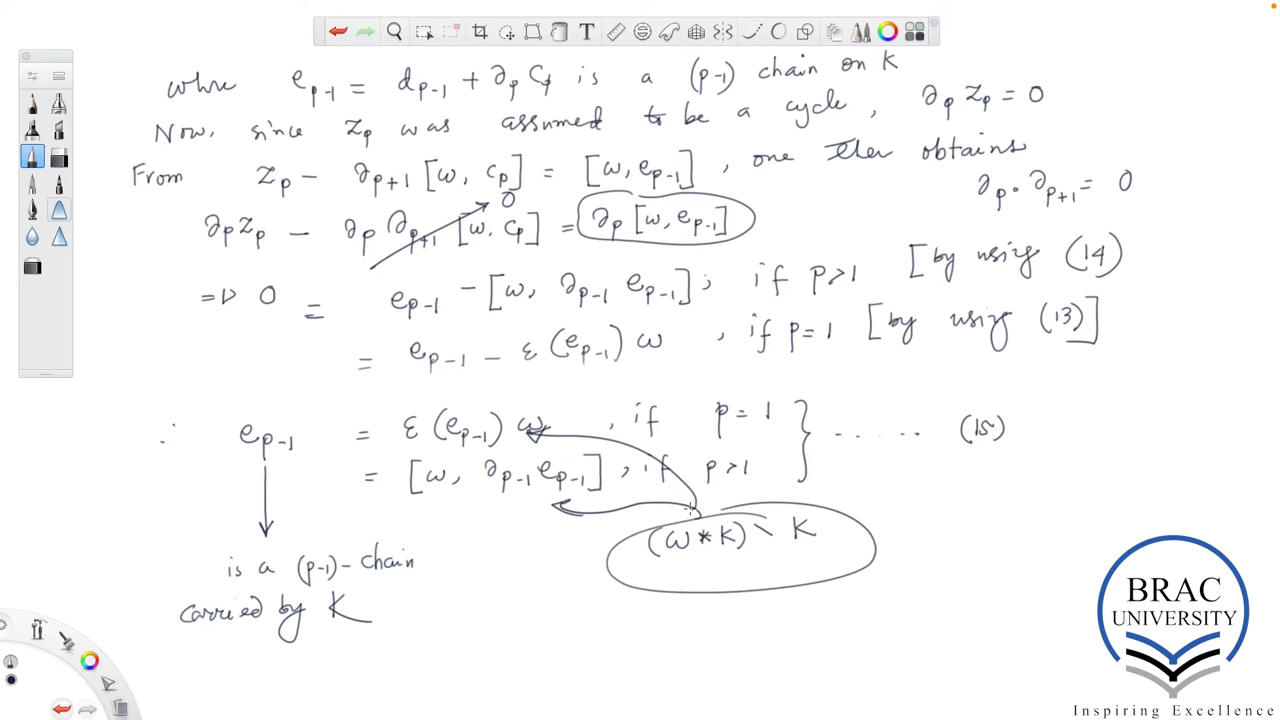 where e_{p-1} = d_{p-1} + ∂_p C_p is a (p-1) chain on K
Now, since z_p was assumed to be a cycle, ∂_p z_p = 0
From z_p - ∂_{p+1} [ω, c_p] = [ω, e_{p-1}], one then obtains
∂_p ∘ ∂_{p+1} = 0
∂_p z_p - ∂_p ∂_{p+1} [ω, c_p] = ∂_p [ω, e_{p-1}]
0
=> 0 = e_{p-1} - [ω, ∂_{p-1} e_{p-1}], if p>1 [by using (14)
= e_{p-1} - ε(e_{p-1}) ω, if p=1 [by using (13)]
∴ e_{p-1} = ε(e_{p-1}) ω, if p = 1
= [ω, ∂_{p-1} e_{p-1}], if p>1 } ...... (15)
(ω * K) \ K
is a (p-1)-chain
carried by K
BRAC
UNIVERSITY
Inspiring Excellence